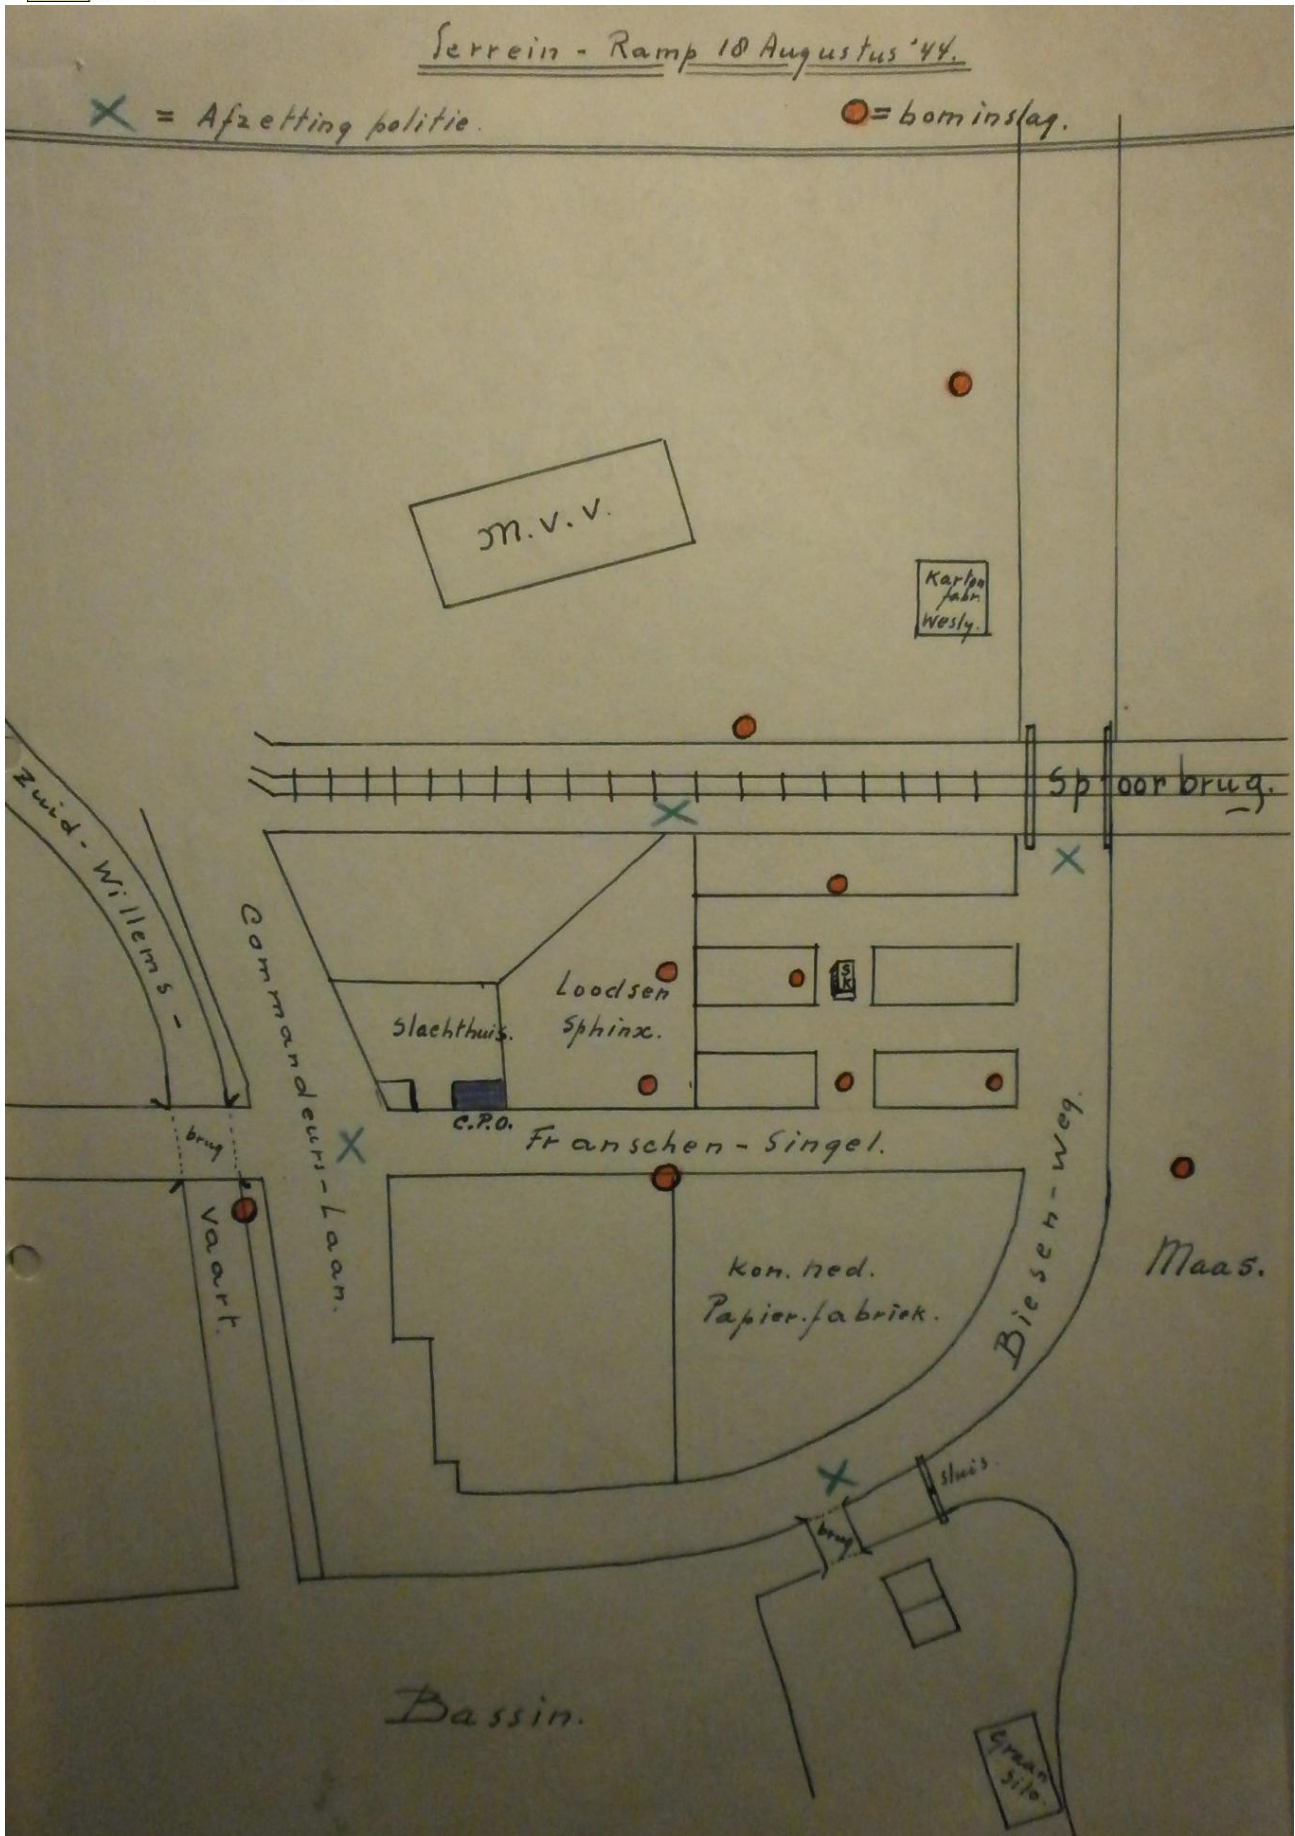 Terrein - Ramp 18 Augustus '44.
X = Afzetting politie.
= bominslag.
M.V.V.
Karton
fabr.
Wesly.
Spoorbrug.
Zuid-Willems-
Commandeurs-Laan.
Loodsen
Sphinx.
Slachthuis.
SK
C.P.O.
Franschen-Singel.
brug
vaart.
Biesen-weg.
Maas.
Kon. ned.
Papier.fabriek.
sluis.
brug
Bassin.
Graan
Silo.